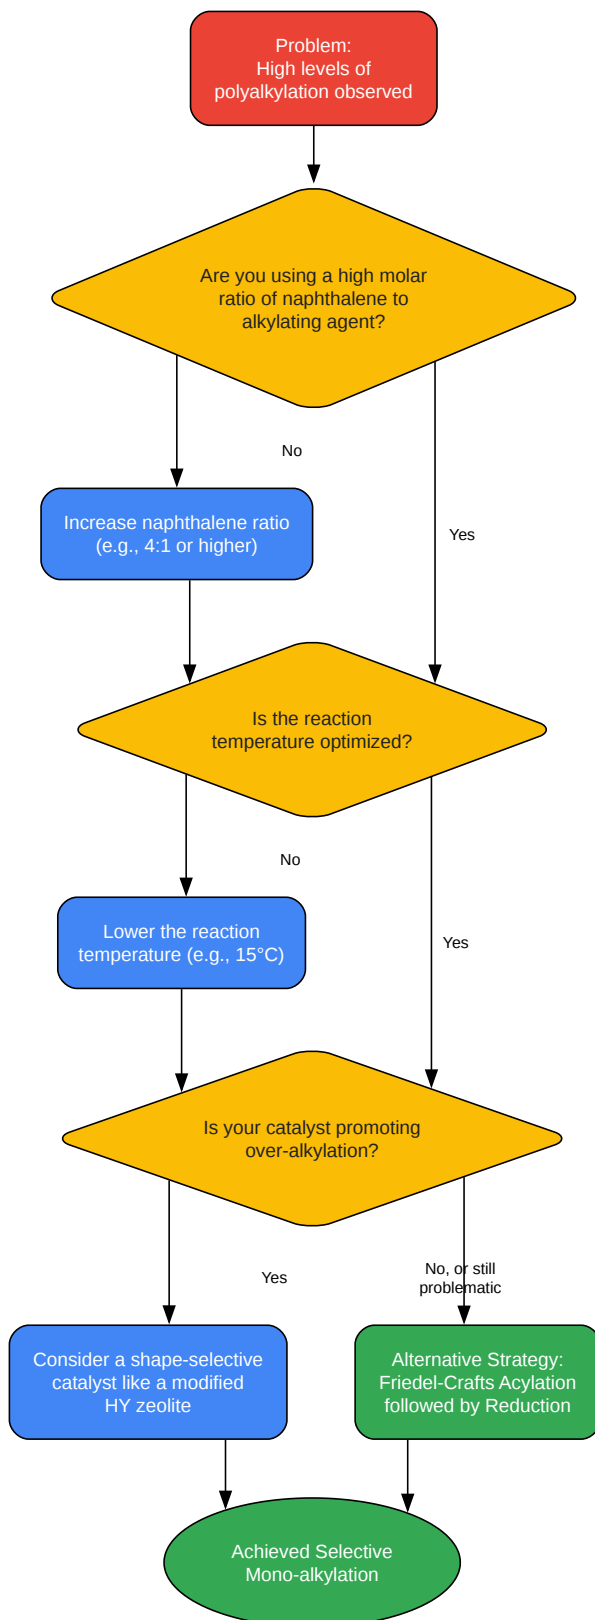 Problem:
High levels of
polyalkylation observed
Are you using a high molar
ratio of naphthalene to
alkylating agent?
No
Increase naphthalene ratio
(e.g., 4:1 or higher)
Yes
Is the reaction
temperature optimized?
No
Lower the reaction
temperature (e.g., 15°C)
Yes
Is your catalyst promoting
over-alkylation?
Yes
No, or still
problematic
Consider a shape-selective
catalyst like a modified
HY zeolite
Alternative Strategy:
Friedel-Crafts Acylation
followed by Reduction
Achieved Selective
Mono-alkylation